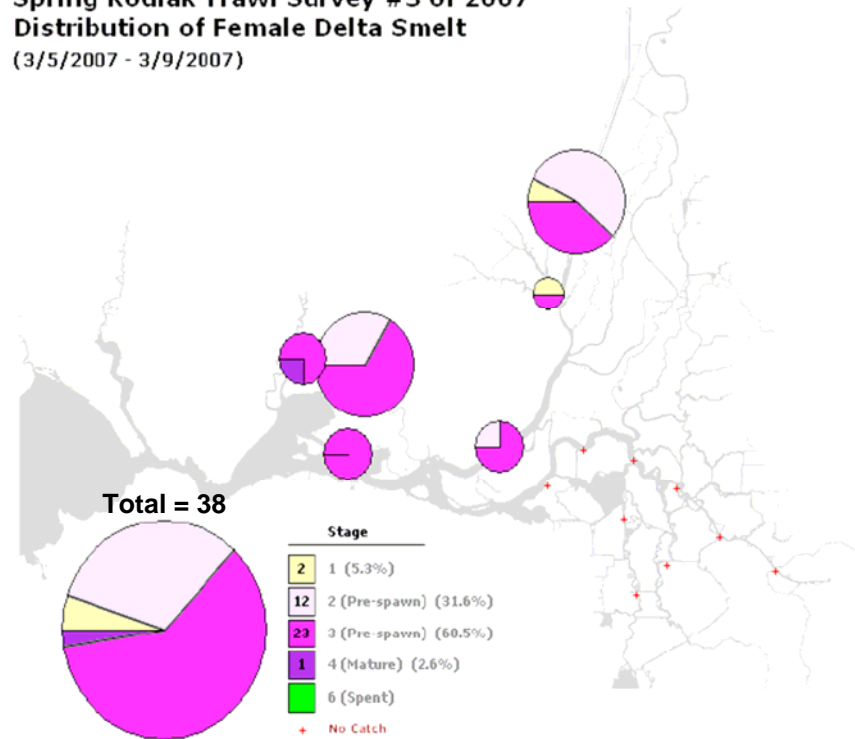 Spring Kodiak Trawl Survey #3 of 2007
Distribution of Female Delta Smelt
(3/5/2007 - 3/9/2007)
Total = 38
Stage
2 1 (5.3%)
12 2 (Pre-spawn) (31.6%)
23 3 (Pre-spawn) (60.5%)
1 4 (Mature) (2.6%)
6 (Spent)
No Catch